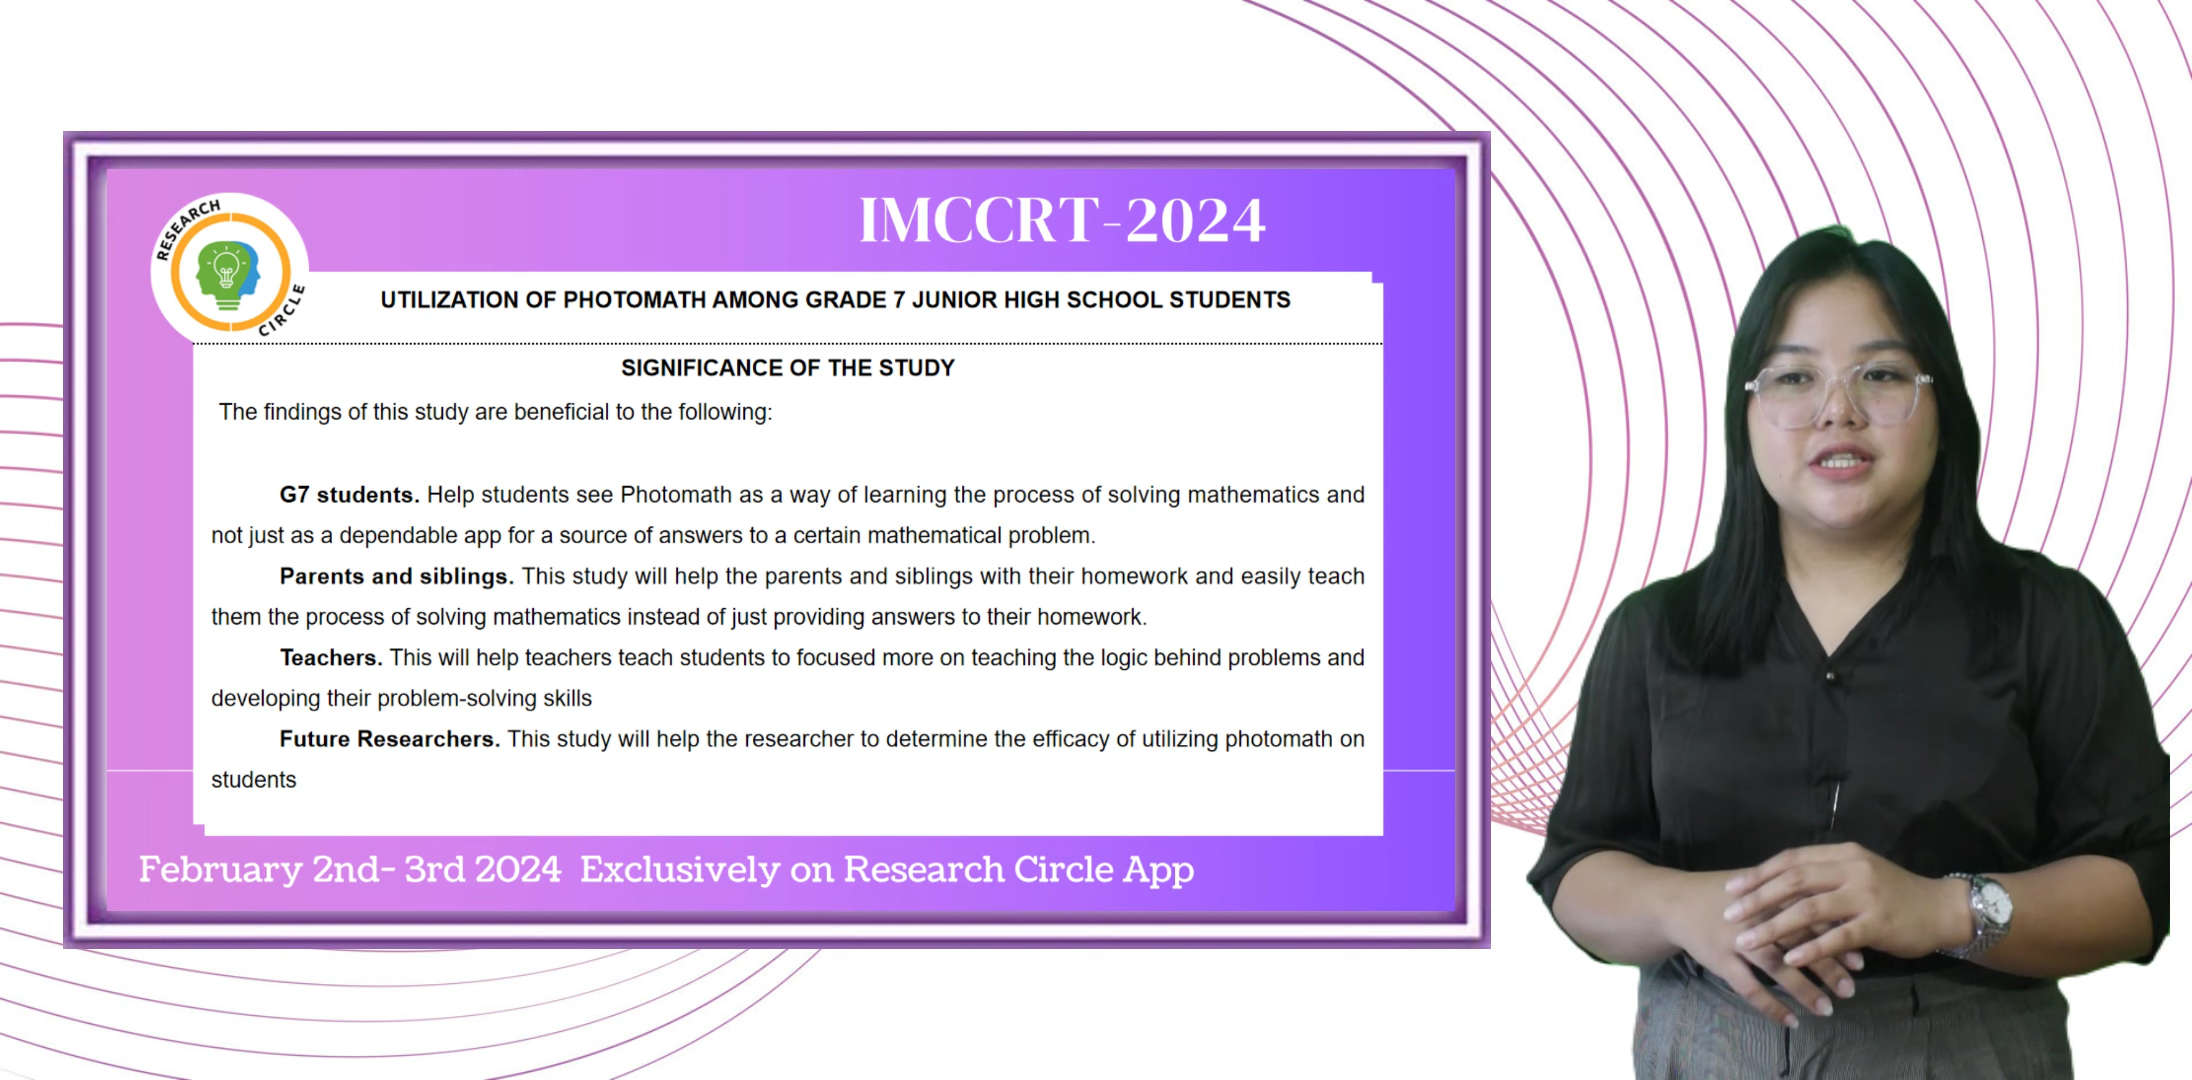 RESEARCH
CIRCLE
IMCCRT-2024
UTILIZATION OF PHOTOMATH AMONG GRADE 7 JUNIOR HIGH SCHOOL STUDENTS
SIGNIFICANCE OF THE STUDY
The findings of this study are beneficial to the following:
G7 students. Help students see Photomath as a way of learning the process of solving mathematics and
not just as a dependable app for a source of answers to a certain mathematical problem.
Parents and siblings. This study will help the parents and siblings with their homework and easily teach
them the process of solving mathematics instead of just providing answers to their homework.
Teachers. This will help teachers teach students to focused more on teaching the logic behind problems and
developing their problem-solving skills
Future Researchers. This study will help the researcher to determine the efficacy of utilizing photomath on
students
February 2nd- 3rd 2024 Exclusively on Research Circle App